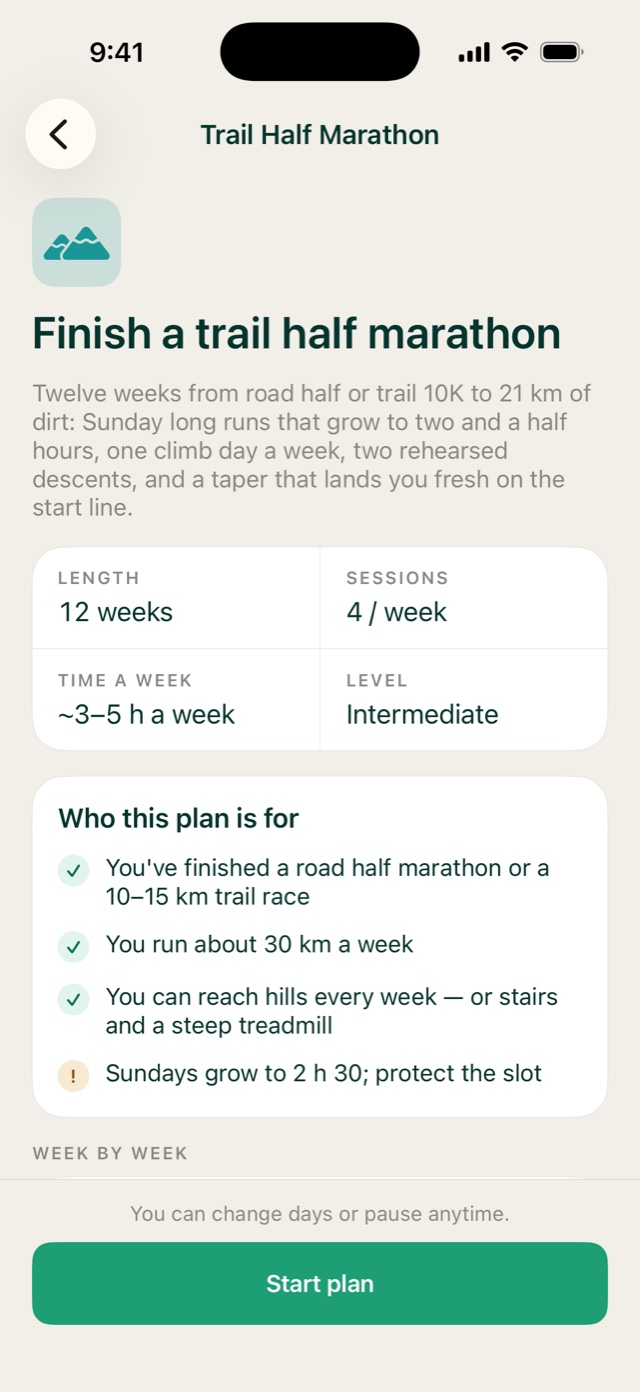 9:41
Trail Half Marathon
Finish a trail half marathon
Twelve weeks from road half or trail 10K to 21 km of
dirt: Sunday long runs that grow to two and a half
hours, one climb day a week, two rehearsed
descents, and a taper that lands you fresh on the
start line.
LENGTH
12 weeks
SESSIONS
4 / week
TIME A WEEK
~3–5 h a week
LEVEL
Intermediate
Who this plan is for
You've finished a road half marathon or a
10–15 km trail race
You run about 30 km a week
You can reach hills every week — or stairs
and a steep treadmill
! Sundays grow to 2 h 30; protect the slot
WEEK BY WEEK
You can change days or pause anytime.
Start plan